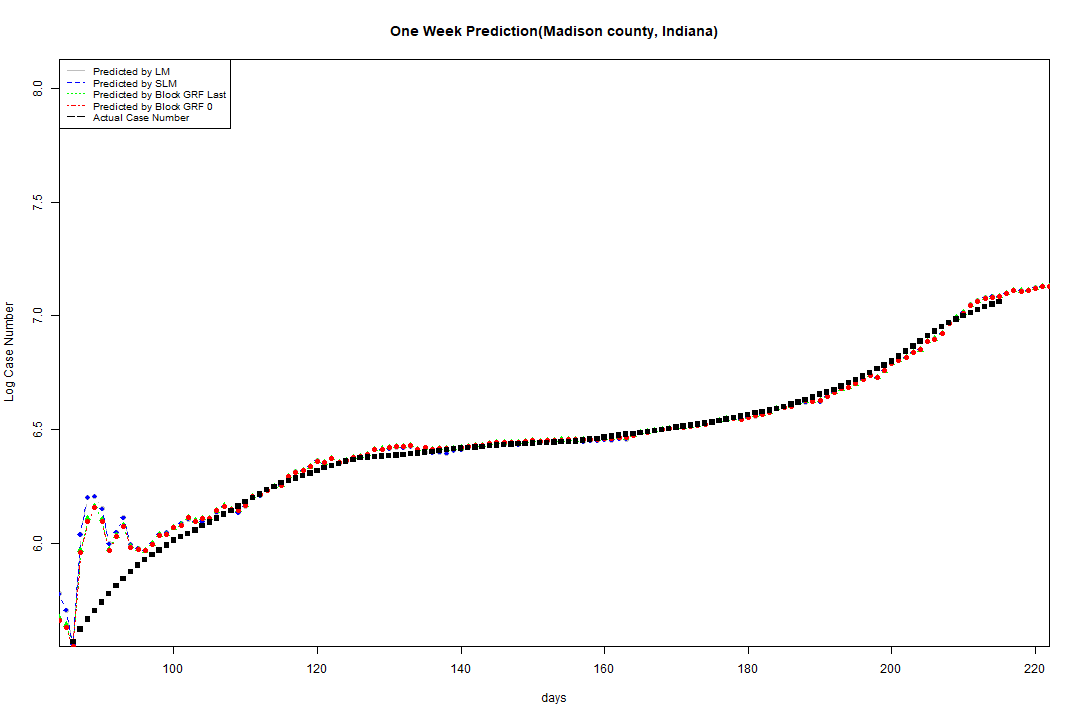 One Week Prediction(Madison county, Indiana)
Predicted by LM
Predicted by SLM
Predicted by Block GRF Last
Predicted by Block GRF 0
Actual Case Number
8.0
7.5
7.0
6.5
6.0
Log Case Number
100 120 140 160 180 200 220
days